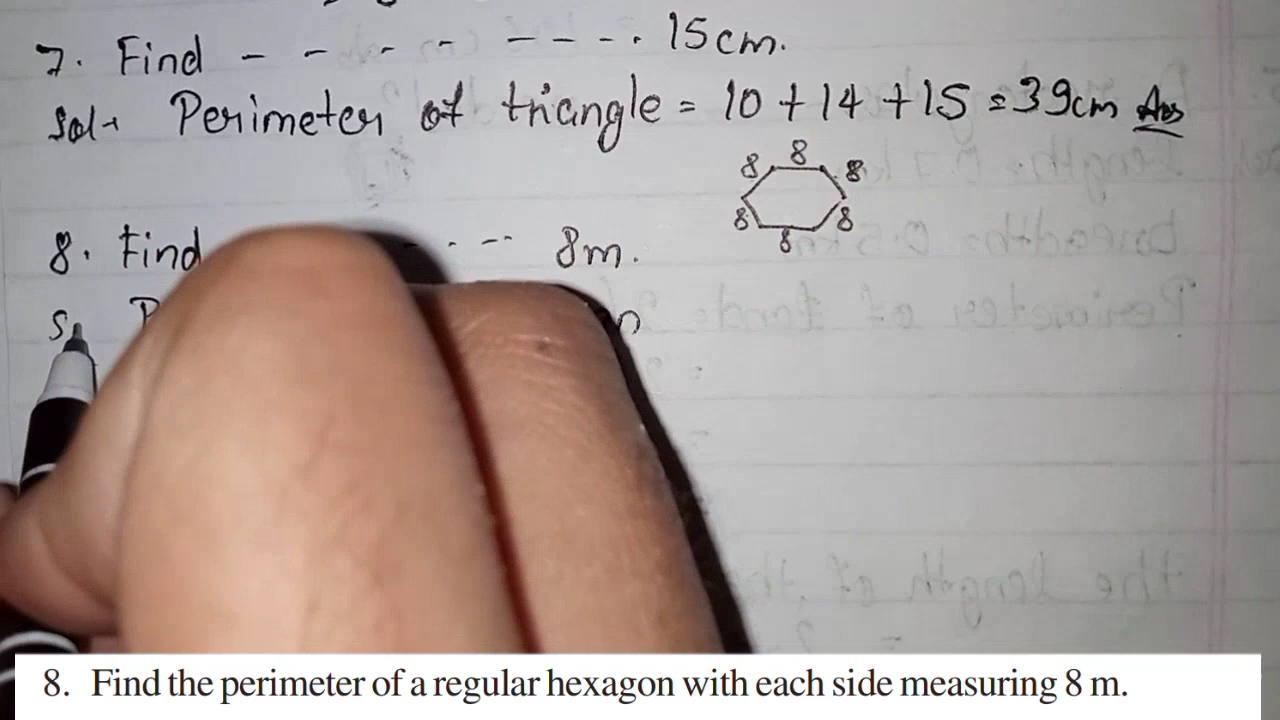 7. Find - - - - - - - . 15cm.
Sol. Perimeter of triangle = 10 + 14 + 15 = 39cm Ans
8 8 8
8 8 8
8. Find - - -- 8m.
8. Find the perimeter of a regular hexagon with each side measuring 8 m.